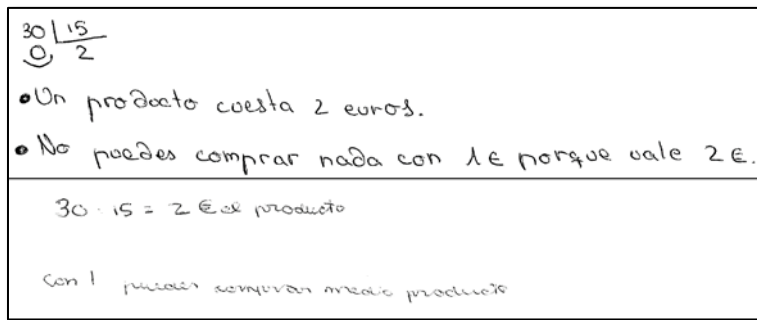 30 | 15
0 2
• Un producto cuesta 2 euros.
• No puedes comprar nada con 1€ porque vale 2€.
30 · 15 = 2 € el producto
con 1 puedes comprar medio producto